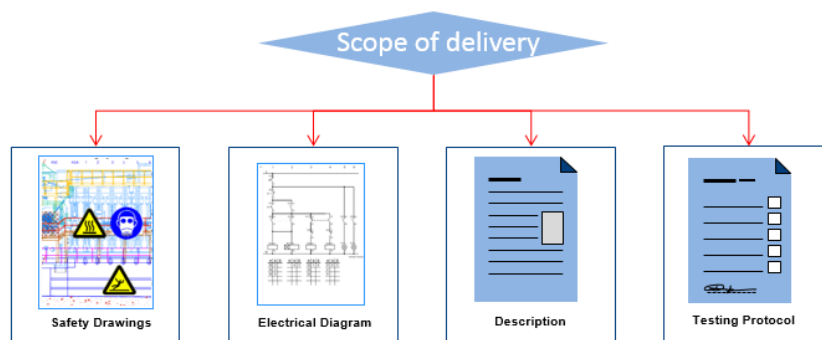 Scope of delivery
Safety Drawings
Electrical Diagram
Description
Testing Protocol